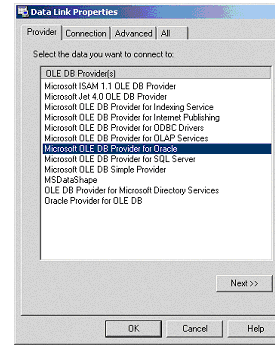 Data Link Properties
Provider Connection Advanced All
Select the data you want to connect to:
OLE DB Provider(s)
Microsoft ISAM 1.1 OLE DB Provider
Microsoft Jet 4.0 OLE DB Provider
Microsoft OLE DB Provider for Indexing Service
Microsoft OLE DB Provider for Internet Publishing
Microsoft OLE DB Provider for ODBC Drivers
Microsoft OLE DB Provider for OLAP Services
Microsoft OLE DB Provider for Oracle
Microsoft OLE DB Provider for SQL Server
Microsoft OLE DB Simple Provider
MSDataShape
OLE DB Provider for Microsoft Directory Services
Oracle Provider for OLE DB
Next >>
OK Cancel Help